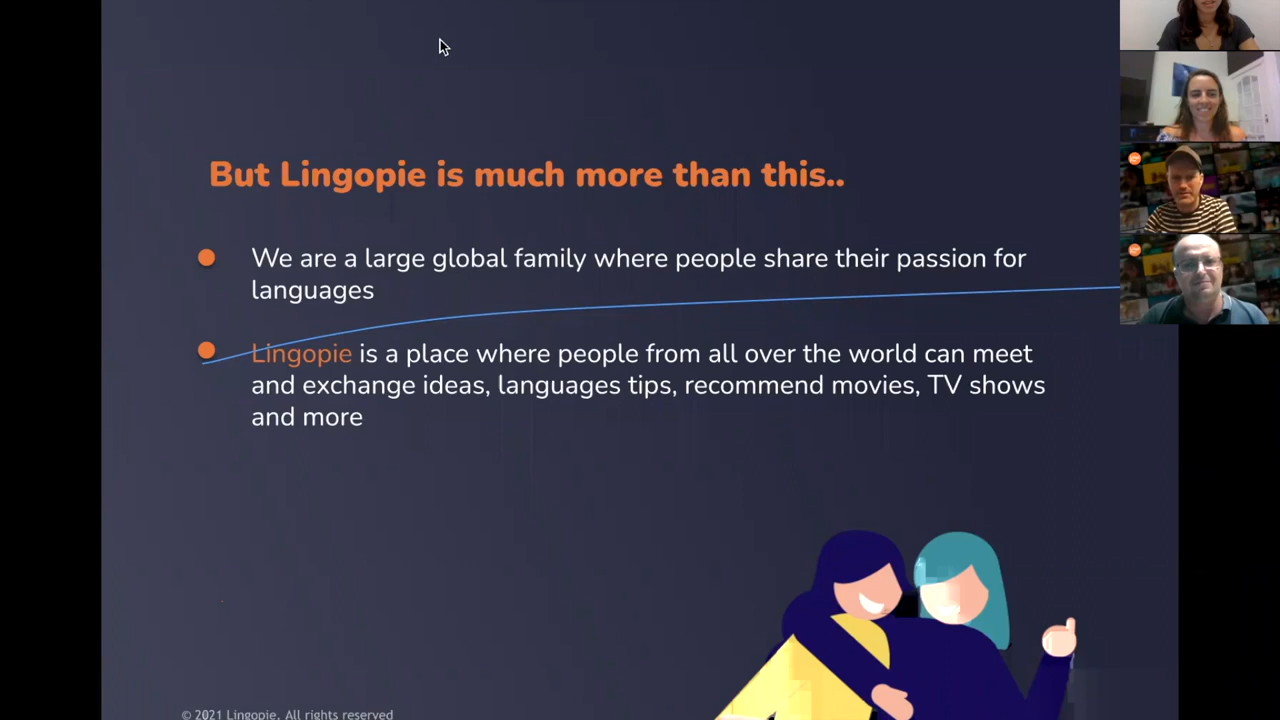 But Lingopie is much more than this..
We are a large global family where people share their passion for
languages
Lingopie is a place where people from all over the world can meet
and exchange ideas, languages tips, recommend movies, TV shows
and more
© 2021 Lingopie. All rights reserved